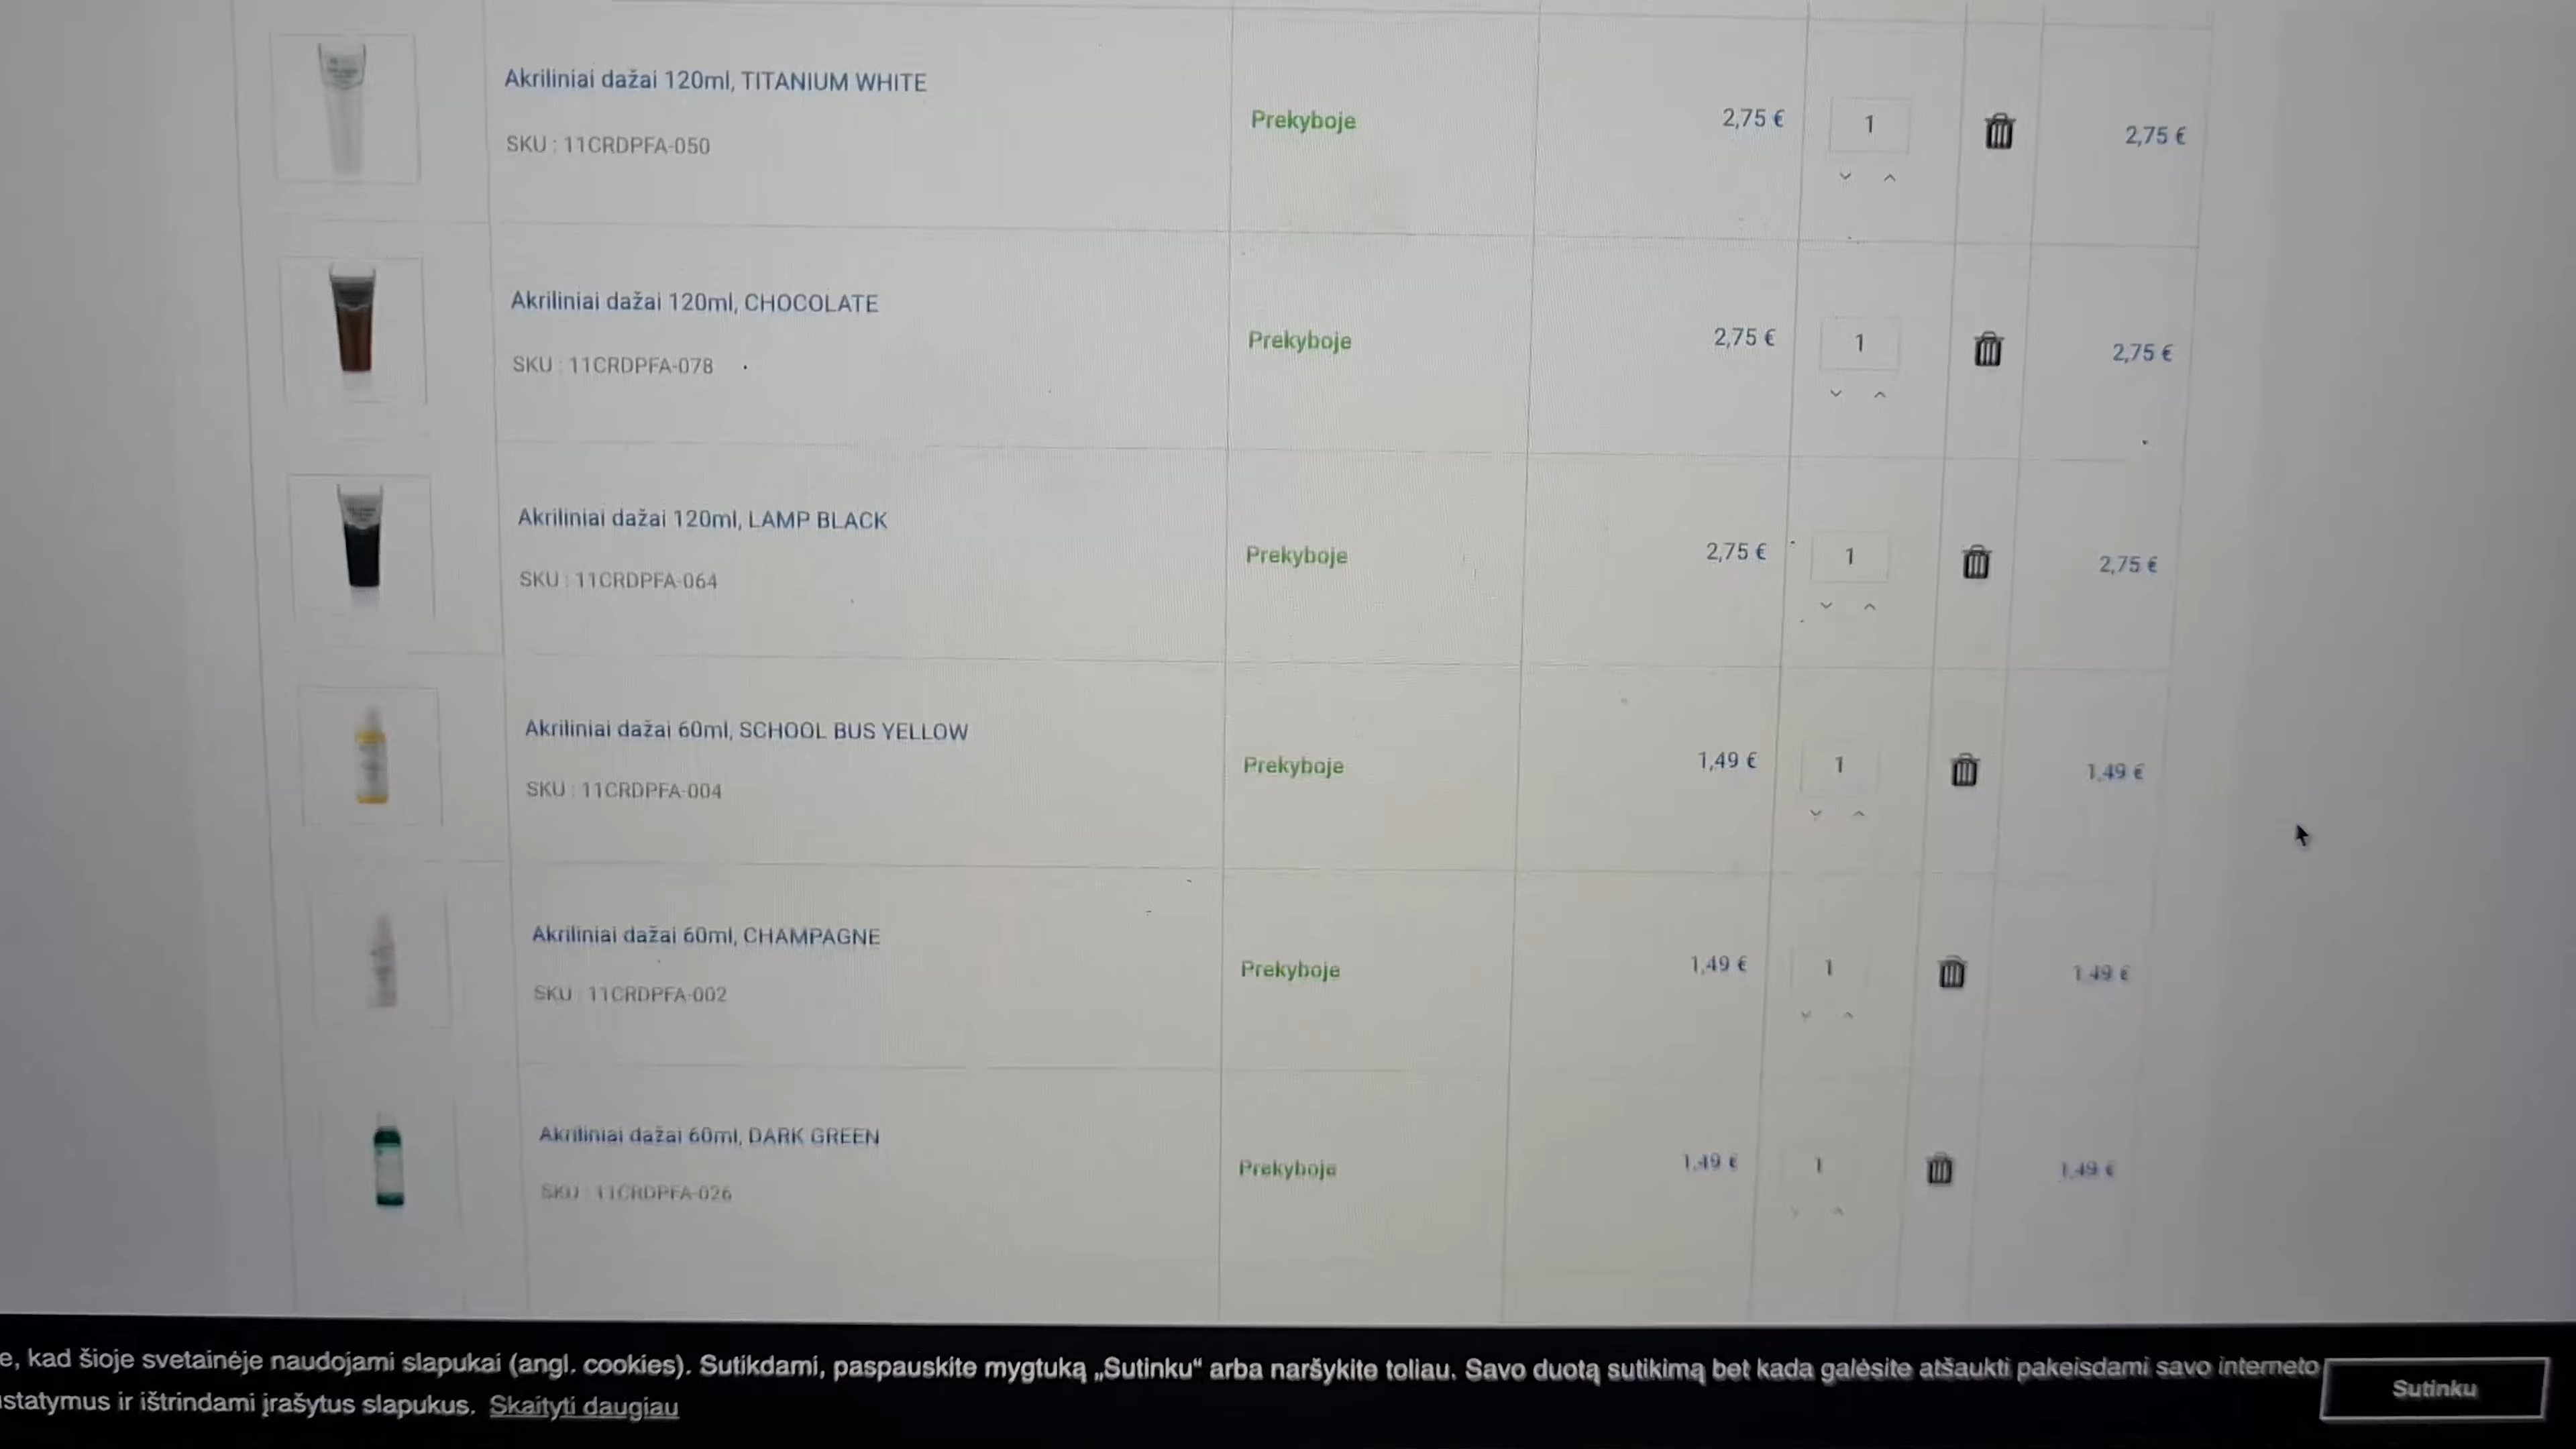 Akriliniai dažai 120ml, TITANIUM WHITE
SKU : 11CRDPFA-050
Prekyboje
2,75 €
1
2,75 €
Akriliniai dažai 120ml, CHOCOLATE
SKU : 11CRDPFA-078
Prekyboje
2,75 €
1
2,75 €
Akriliniai dažai 120ml, LAMP BLACK
SKU : 11CRDPFA-064
Prekyboje
2,75 €
1
2,75 €
Akriliniai dažai 60ml, SCHOOL BUS YELLOW
SKU : 11CRDPFA-004
Prekyboje
1,49 €
1
1,49 €
Akriliniai dažai 60ml, CHAMPAGNE
SKU : 11CRDPFA-002
Prekyboje
1,49 €
1
1,49 €
Akriliniai dažai 60ml, DARK GREEN
SKU : 11CRDPFA-026
Prekyboje
1,49 €
1
1,49 €
e, kad šioje svetainėje naudojami slapukai (angl. cookies). Sutikdami, paspauskite mygtuką „Sutinku“ arba naršykite toliau. Savo duotą sutikimą bet kada galėsite atšaukti pakeisdami savo interneto
statymus ir ištrindami įrašytus slapukus. Skaityti daugiau
Sutinku